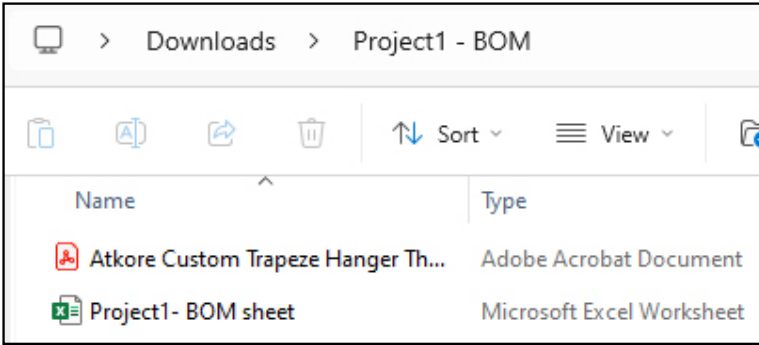 > Downloads > Project1 - BOM
Sort View
Name Type
Atkore Custom Trapeze Hanger Th... Adobe Acrobat Document
Project1- BOM sheet Microsoft Excel Worksheet